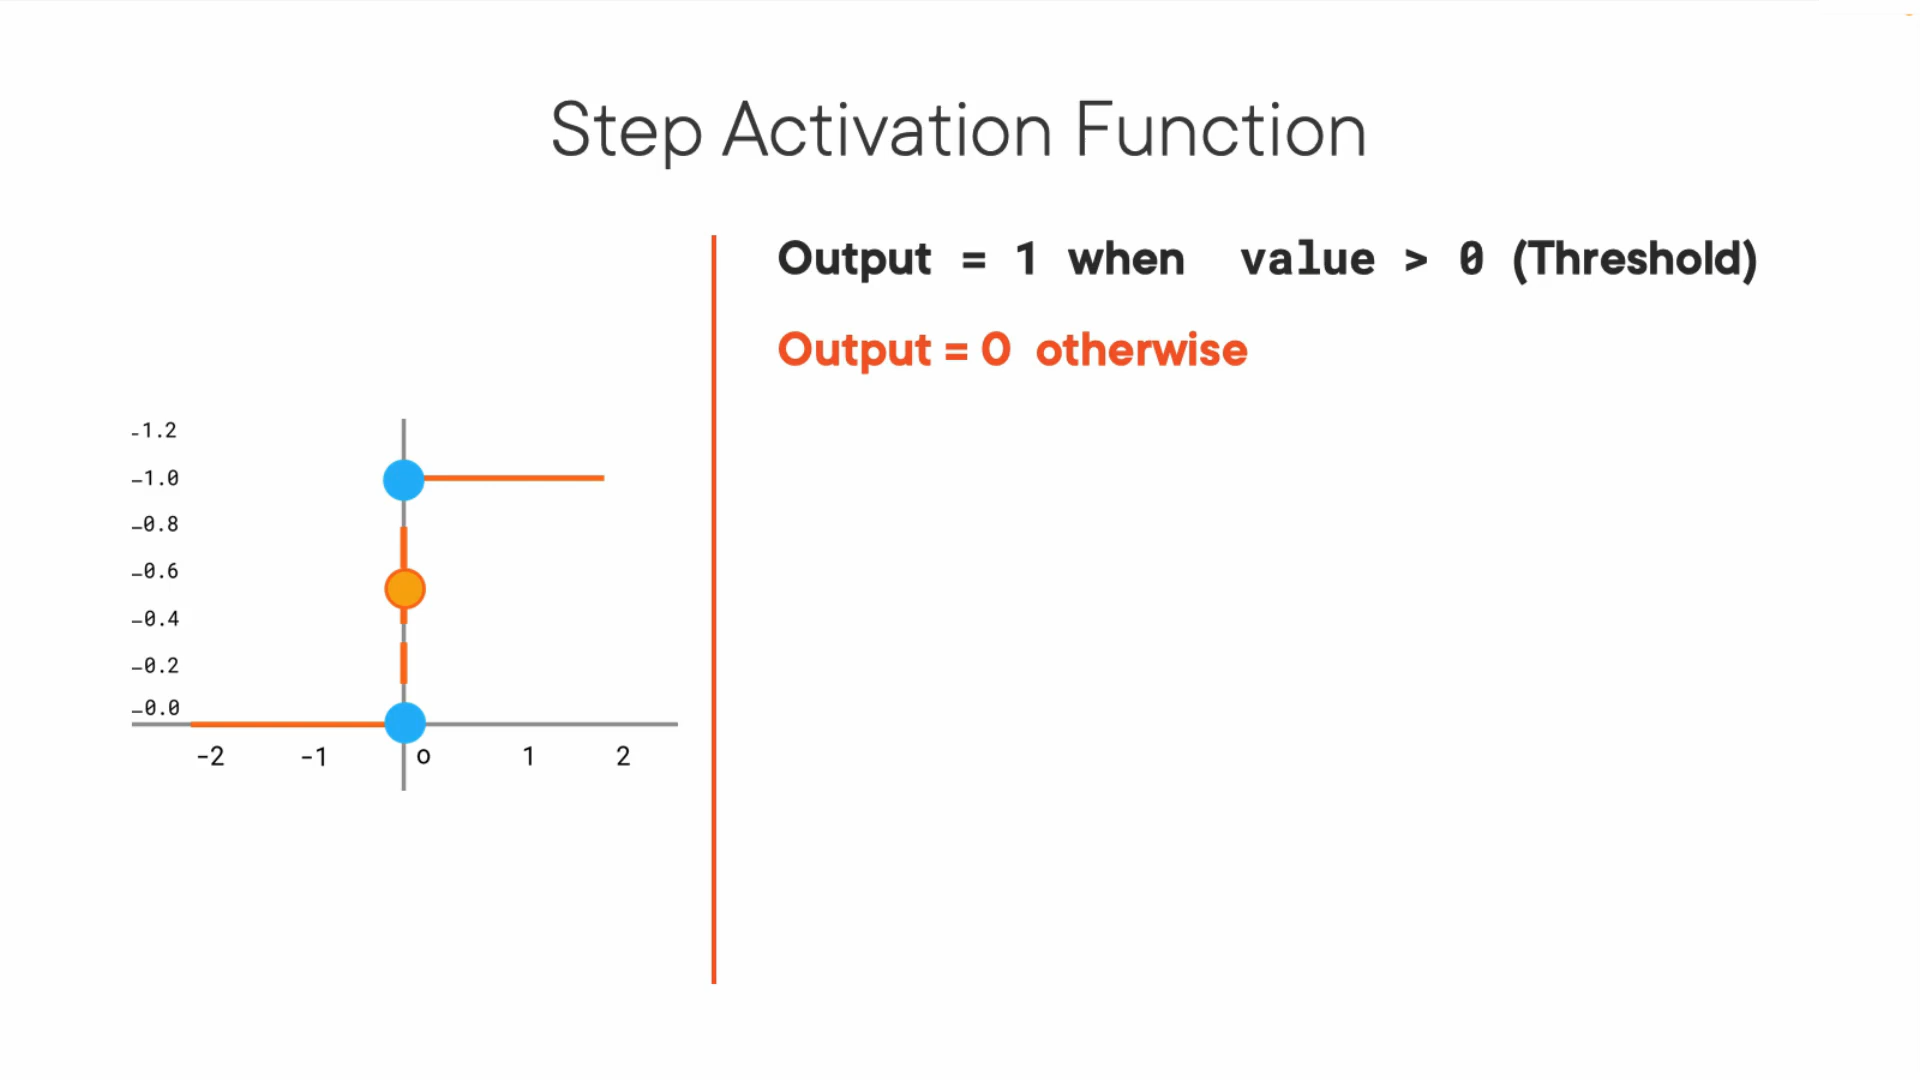 Step Activation Function
Output = 1 when value > 0 (Threshold)
Output = 0 otherwise
-1.2
-1.0
-0.8
-0.6
-0.4
-0.2
-0.0
-2 -1 0 1 2